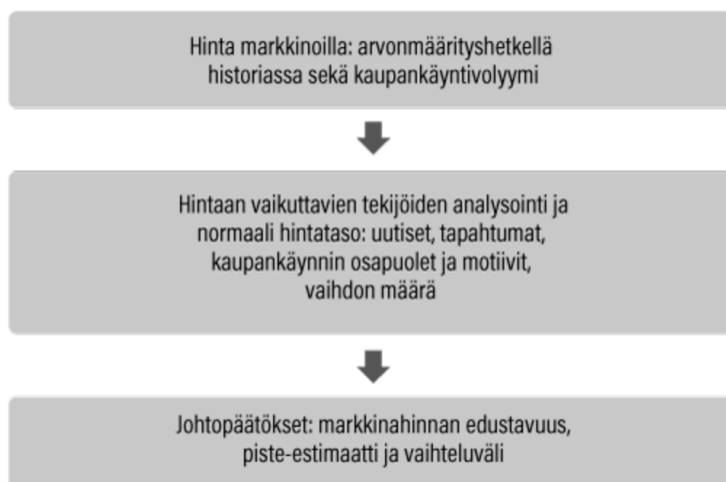 Hinta markkinoilla: arvonmäärityshetkellä
historiassa sekä kaupankäyntivolyymi
Hintaan vaikuttavien tekijöiden analysointi ja
normaali hintataso: uutiset, tapahtumat,
kaupankäynnin osapuolet ja motiivit,
vaihdon määrä
Johtopäätökset: markkinahinnan edustavuus,
piste-estimaatti ja vaihteluväli